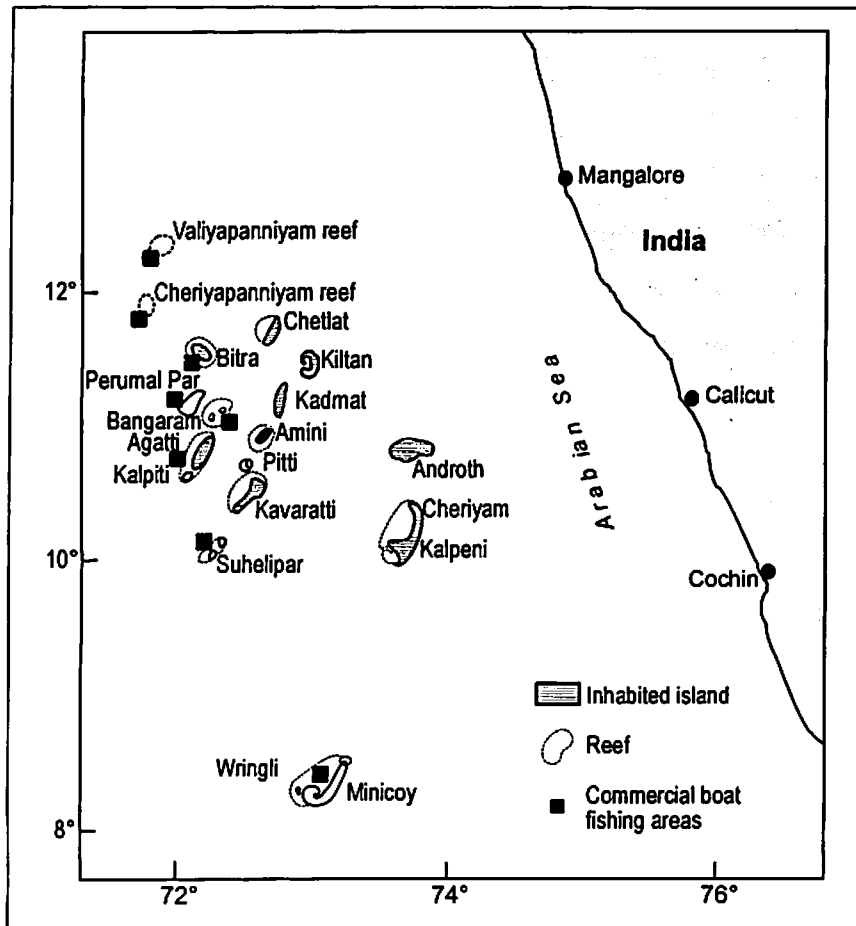 Mangalore
India
Valiyapanniyam reef
12°
Cheriyapanniyam reef
Chetlat
Bitra
Kiltan
Perumal Par
Kadmat
Calicut
Bangaram
Agatti
Amini
Kalpiti
Pitti
Androth
Arabian Sea
Kavaratti
Cheriyam
Kalpeni
10°
Suhelipar
Cochin
Inhabited island
Reef
Wringli
Minicoy
Commercial boat
fishing areas
8°
72°
74°
76°